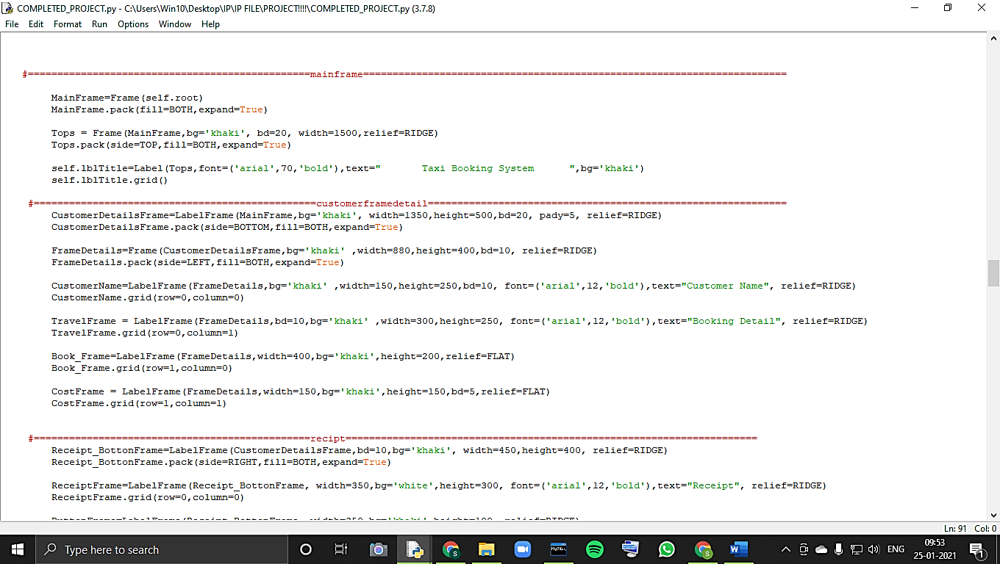 COMPLETED_PROJECT.py - C:\Users\Win10\Desktop\IP\IP FILE\PROJECT!!!!\COMPLETED_PROJECT.py (3.7.8)
File Edit Format Run Options Window Help
#================================================mainframe========================================================================
MainFrame=Frame(self.root)
MainFrame.pack(fill=BOTH,expand=True)
Tops = Frame(MainFrame,bg='khaki', bd=20, width=1500,relief=RIDGE)
Tops.pack(side=TOP,fill=BOTH,expand=True)
self.lblTitle=Label(Tops,font=('arial',70,'bold'),text="       Taxi Booking System      ",bg='khaki')
self.lblTitle.grid()
#================================================customerframedetail=============================================================
CustomerDetailsFrame=LabelFrame(MainFrame,bg='khaki', width=1350,height=500,bd=20, pady=5, relief=RIDGE)
CustomerDetailsFrame.pack(side=BOTTOM,fill=BOTH,expand=True)
FrameDetails=Frame(CustomerDetailsFrame,bg='khaki' ,width=880,height=400,bd=10, relief=RIDGE)
FrameDetails.pack(side=LEFT,fill=BOTH,expand=True)
CustomerName=LabelFrame(FrameDetails,bg='khaki' ,width=150,height=250,bd=10, font=('arial',12,'bold'),text="Customer Name", relief=RIDGE)
CustomerName.grid(row=0,column=0)
TravelFrame = LabelFrame(FrameDetails,bd=10,bg='khaki' ,width=300,height=250, font=('arial',12,'bold'),text="Booking Detail", relief=RIDGE)
TravelFrame.grid(row=0,column=1)
Book_Frame=LabelFrame(FrameDetails,width=400,bg='khaki',height=200,relief=FLAT)
Book_Frame.grid(row=1,column=0)
CostFrame = LabelFrame(FrameDetails,width=150,bg='khaki',height=150,bd=5,relief=FLAT)
CostFrame.grid(row=1,column=1)
#===============================================recipt======================================================================
Receipt_BottonFrame=LabelFrame(CustomerDetailsFrame,bd=10,bg='khaki', width=450,height=400, relief=RIDGE)
Receipt_BottonFrame.pack(side=RIGHT,fill=BOTH,expand=True)
ReceiptFrame=LabelFrame(Receipt_BottonFrame, width=350,bg='white',height=300, font=('arial',12,'bold'),text="Receipt", relief=RIDGE)
ReceiptFrame.grid(row=0,column=0)
Ln: 91 Col: 0
Type here to search
MySQL
W
ENG
09:53
25-01-2021
1